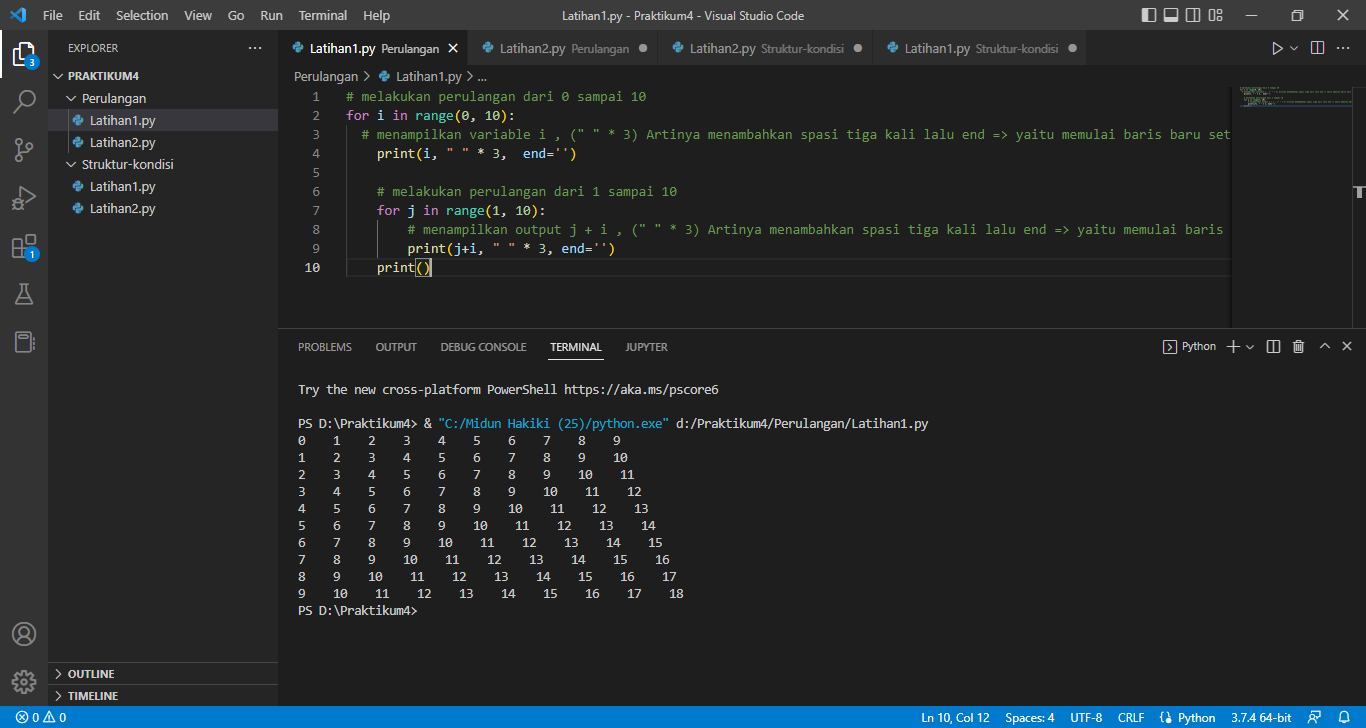 File Edit Selection View Go Run Terminal Help Latihan1.py - Praktikum4 - Visual Studio Code
EXPLORER
PRAKTIKUM4
Perulangan
Latihan1.py
Latihan2.py
Struktur-kondisi
Latihan1.py
Latihan2.py
OUTLINE
TIMELINE
3
1
Latihan1.py Perulangan Latihan2.py Perulangan Latihan2.py Struktur-kondisi Latihan1.py Struktur-kondisi
Perulangan > Latihan1.py > ...
1 # melakukan perulangan dari 0 sampai 10
2 for i in range(0, 10):
3 # menampilkan variable i , (" " * 3) Artinya menambahkan spasi tiga kali lalu end => yaitu memulai baris baru set
4 print(i, " " * 3,  end='')
5
6 # melakukan perulangan dari 1 sampai 10
7 for j in range(1, 10):
8 # menampilkan output j + i , (" " * 3) Artinya menambahkan spasi tiga kali lalu end => yaitu memulai baris
9 print(j+i, " " * 3, end='')
10 print()
PROBLEMS OUTPUT DEBUG CONSOLE TERMINAL JUPYTER Python
Try the new cross-platform PowerShell https://aka.ms/pscore6
PS D:\Praktikum4> & "C:/Midun Hakiki (25)/python.exe" d:/Praktikum4/Perulangan/Latihan1.py
0 1 2 3 4 5 6 7 8 9
1 2 3 4 5 6 7 8 9 10
2 3 4 5 6 7 8 9 10 11
3 4 5 6 7 8 9 10 11 12
4 5 6 7 8 9 10 11 12 13
5 6 7 8 9 10 11 12 13 14
6 7 8 9 10 11 12 13 14 15
7 8 9 10 11 12 13 14 15 16
8 9 10 11 12 13 14 15 16 17
9 10 11 12 13 14 15 16 17 18
PS D:\Praktikum4>
0 0 Ln 10, Col 12 Spaces: 4 UTF-8 CRLF Python 3.7.4 64-bit